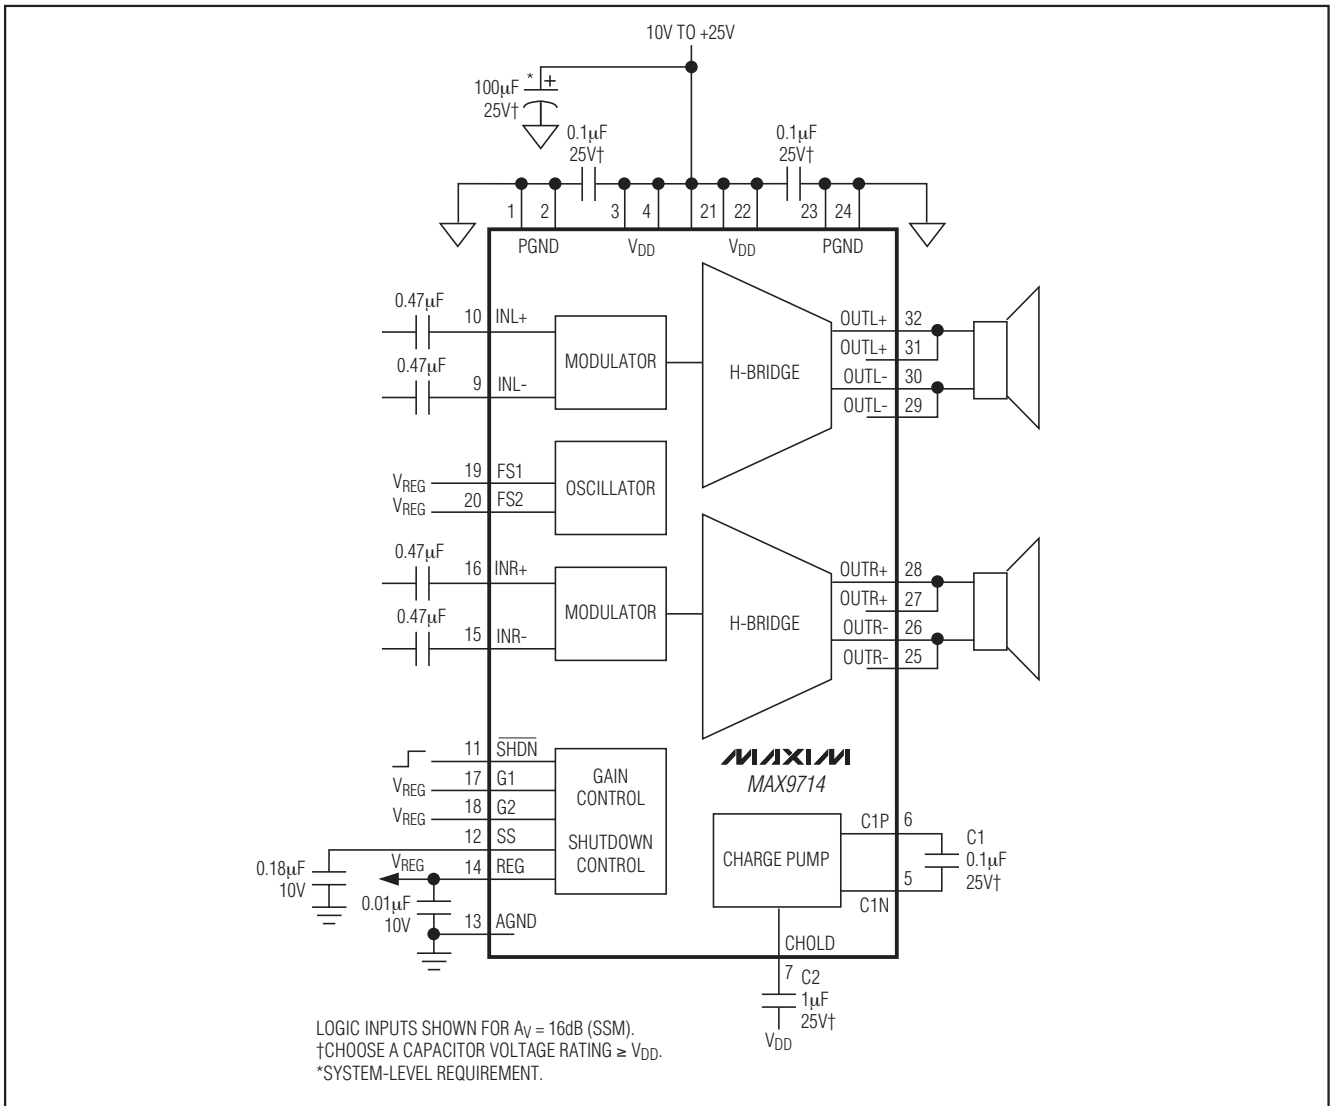 10V TO +25V
100µF
25V†
*
+
0.1µF
25V†
0.1µF
25V†
1
2
3
4
21
22
23
24
PGND
VDD
VDD
PGND
0.47µF
10
INL+
0.47µF
9
INL-
MODULATOR
H-BRIDGE
OUTL+
32
OUTL+
31
OUTL-
30
OUTL-
29
VREG
19
FS1
VREG
20
FS2
OSCILLATOR
0.47µF
16
INR+
0.47µF
15
INR-
MODULATOR
H-BRIDGE
OUTR+
28
OUTR+
27
OUTR-
26
OUTR-
25
11
SHDN
VREG
17
G1
VREG
18
G2
12
SS
VREG
14
REG
13
AGND
GAIN
CONTROL
SHUTDOWN
CONTROL
0.18µF
10V
0.01µF
10V
MAXIM
MAX9714
CHARGE PUMP
C1P
6
C1
0.1µF
25V†
5
C1N
CHOLD
7
C2
1µF
25V†
VDD
LOGIC INPUTS SHOWN FOR AV = 16dB (SSM).
†CHOOSE A CAPACITOR VOLTAGE RATING ≥ VDD.
*SYSTEM-LEVEL REQUIREMENT.